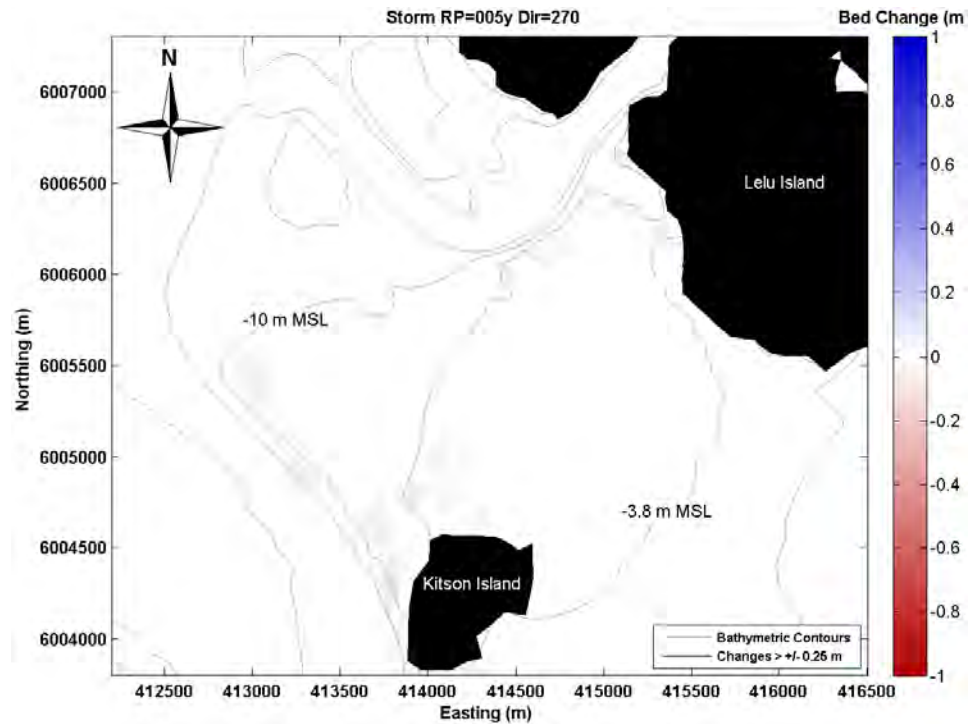 Storm RP=005y Dir=270
Bed Change (m
N
1
0.8
0.6
0.4
0.2
0
-0.2
-0.4
-0.6
-0.8
-1
6007000
6006500
6006000
6005500
6005000
6004500
6004000
Northing (m)
Lelu Island
-10 m MSL
-3.8 m MSL
Kitson Island
Bathymetric Contours
Changes > +/- 0.25 m
412500 413000 413500 414000 414500 415000 415500 416000 416500
Easting (m)